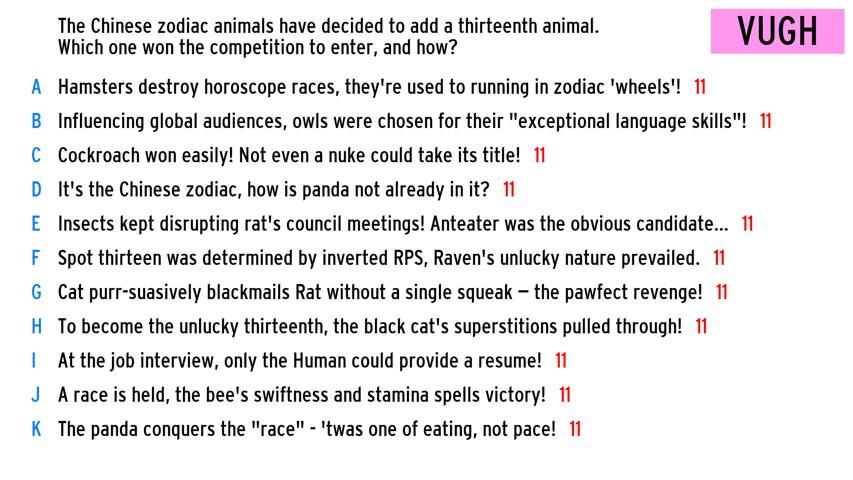 The Chinese zodiac animals have decided to add a thirteenth animal.
Which one won the competition to enter, and how?
VUGH
A Hamsters destroy horoscope races, they're used to running in zodiac 'wheels'! 11
B Influencing global audiences, owls were chosen for their "exceptional language skills"! 11
C Cockroach won easily! Not even a nuke could take its title! 11
D It's the Chinese zodiac, how is panda not already in it? 11
E Insects kept disrupting rat's council meetings! Anteater was the obvious candidate... 11
F Spot thirteen was determined by inverted RPS, Raven's unlucky nature prevailed. 11
G Cat purr-suasively blackmails Rat without a single squeak – the pawfect revenge! 11
H To become the unlucky thirteenth, the black cat's superstitions pulled through! 11
I At the job interview, only the Human could provide a resume! 11
J A race is held, the bee's swiftness and stamina spells victory! 11
K The panda conquers the "race" - 'twas one of eating, not pace! 11